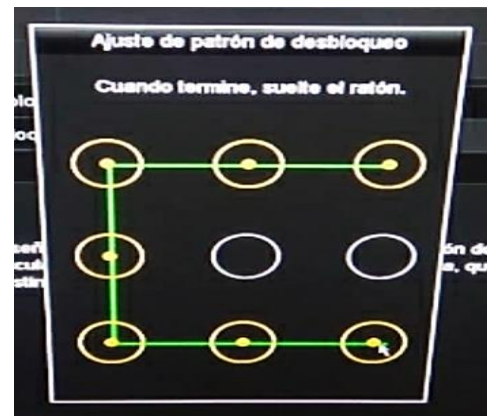 Ajuste de patrón de desbloqueo
Cuando termine, suelte el ratón.